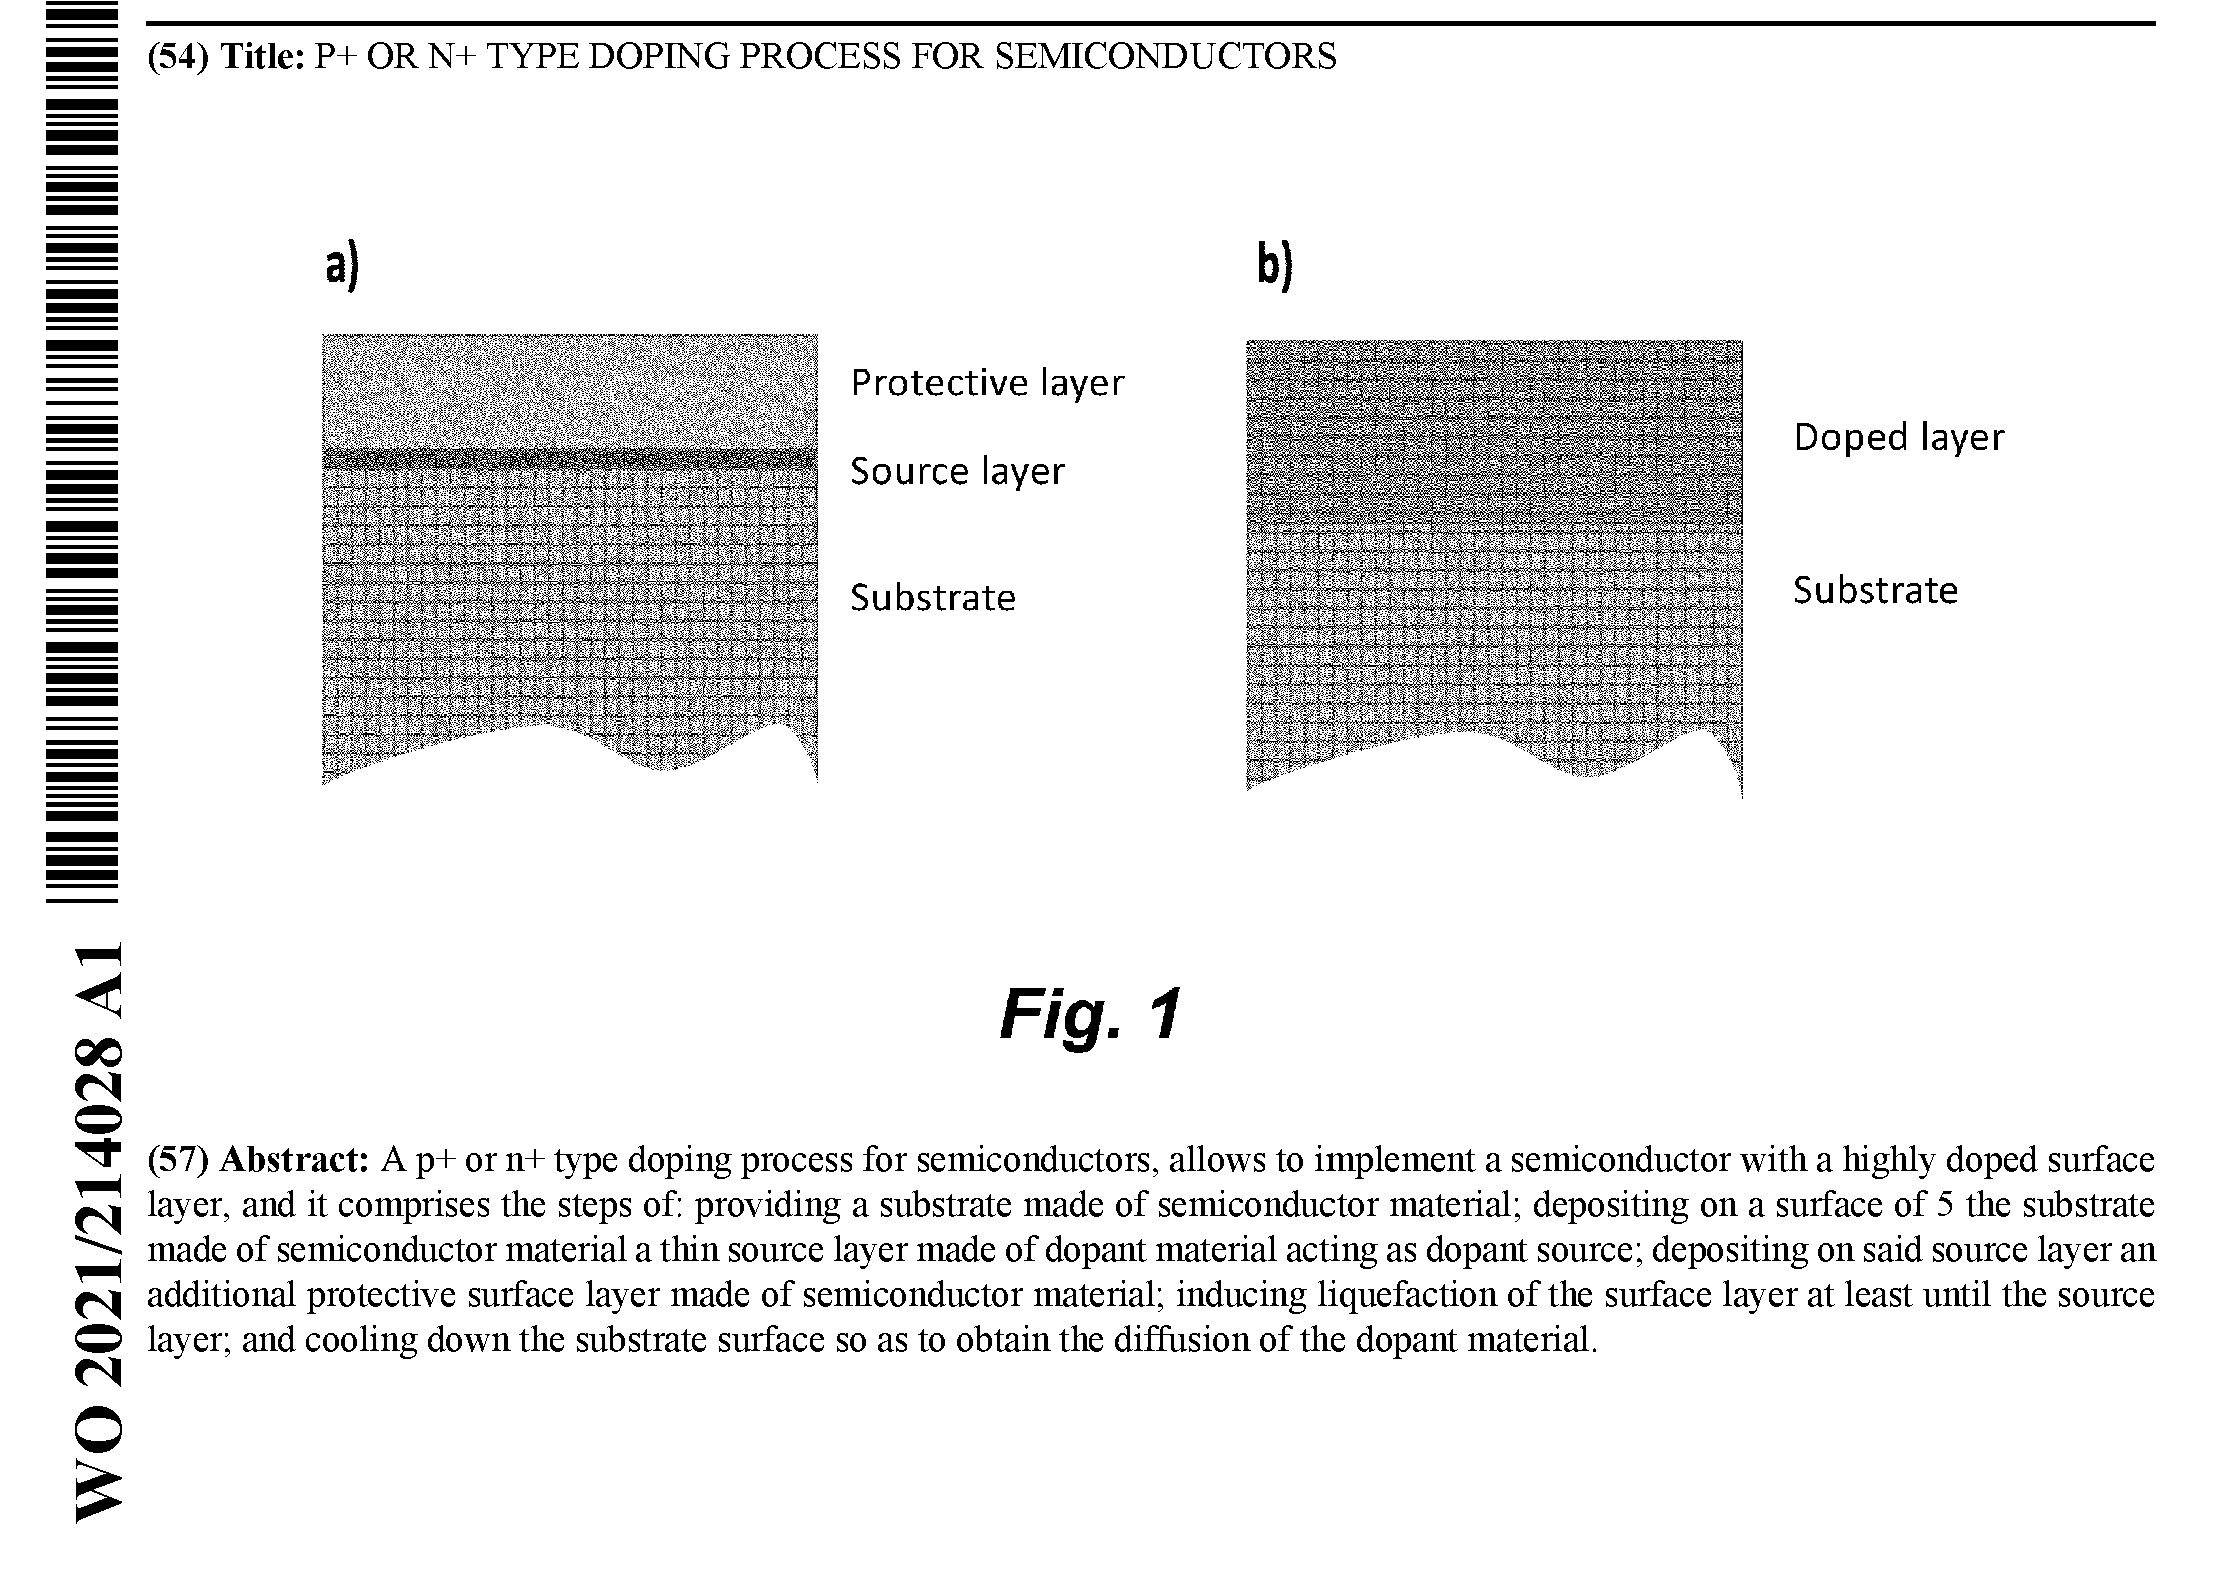 (54) Title: P+ OR N+ TYPE DOPING PROCESS FOR SEMICONDUCTORS
a)
b)
Protective layer
Source layer
Substrate
Doped layer
Substrate
Fig. 1
WO 2021/214028 A1
(57) Abstract: A p+ or n+ type doping process for semiconductors, allows to implement a semiconductor with a highly doped surface
layer, and it comprises the steps of: providing a substrate made of semiconductor material; depositing on a surface of 5 the substrate
made of semiconductor material a thin source layer made of dopant material acting as dopant source; depositing on said source layer an
additional protective surface layer made of semiconductor material; inducing liquefaction of the surface layer at least until the source
layer; and cooling down the substrate surface so as to obtain the diffusion of the dopant material.